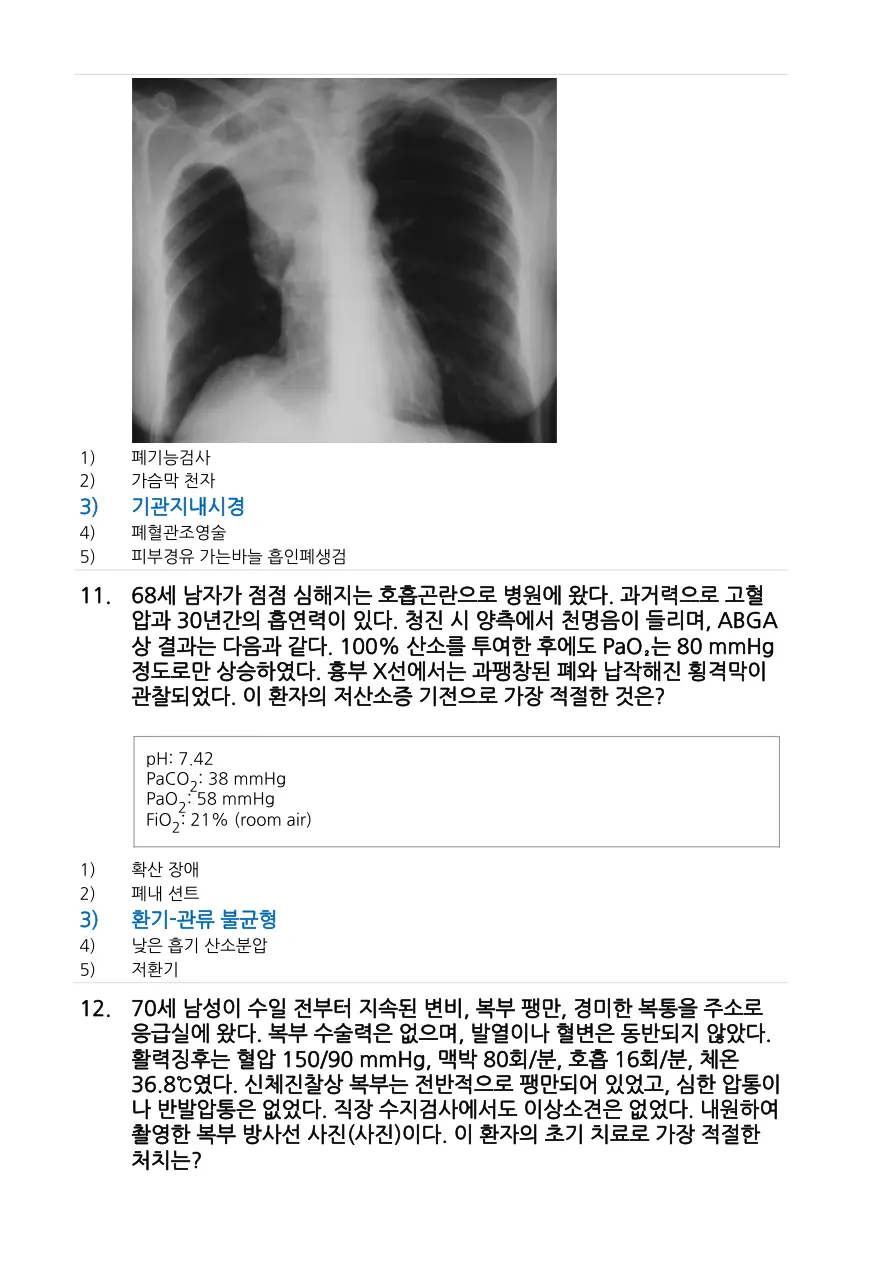 1) 폐기능검사
2) 가슴막 천자
3) 기관지내시경
4) 폐혈관조영술
5) 피부경유 가는바늘 흡인폐생검
11. 68세 남자가 점점 심해지는 호흡곤란으로 병원에 왔다. 과거력으로 고혈
압과 30년간의 흡연력이 있다. 청진 시 양측에서 천명음이 들리며, ABGA
상 결과는 다음과 같다. 100% 산소를 투여한 후에도 PaO₂는 80 mmHg
정도로만 상승하였다. 흉부 X선에서는 과팽창된 폐와 납작해진 횡격막이
관찰되었다. 이 환자의 저산소증 기전으로 가장 적절한 것은?
pH: 7.42
PaCO₂: 38 mmHg
PaO₂: 58 mmHg
FiO₂: 21% (room air)
1) 확산 장애
2) 폐내 션트
3) 환기-관류 불균형
4) 낮은 흡기 산소분압
5) 저환기
12. 70세 남성이 수일 전부터 지속된 변비, 복부 팽만, 경미한 복통을 주소로
응급실에 왔다. 복부 수술력은 없으며, 발열이나 혈변은 동반되지 않았다.
활력징후는 혈압 150/90 mmHg, 맥박 80회/분, 호흡 16회/분, 체온
36.8℃였다. 신체진찰상 복부는 전반적으로 팽만되어 있었고, 심한 압통이
나 반발압통은 없었다. 직장 수지검사에서도 이상소견은 없었다. 내원하여
촬영한 복부 방사선 사진(사진)이다. 이 환자의 초기 치료로 가장 적절한
처치는?